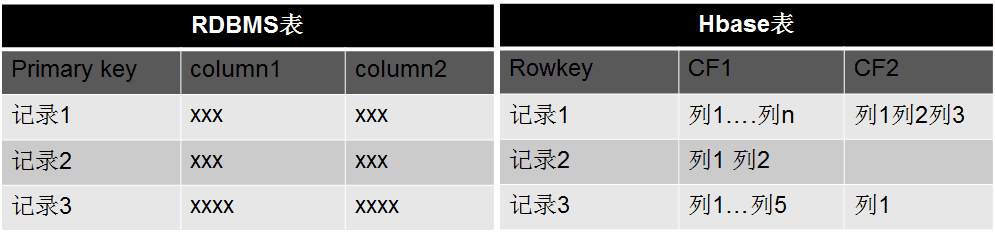 RDBMS表
Primary key column1 column2
记录1 xxx xxx
记录2 xxx xxx
记录3 xxxx xxxx
Hbase表
Rowkey CF1 CF2
记录1 列1….列n 列1列2列3
记录2 列1 列2
记录3 列1…列5 列1